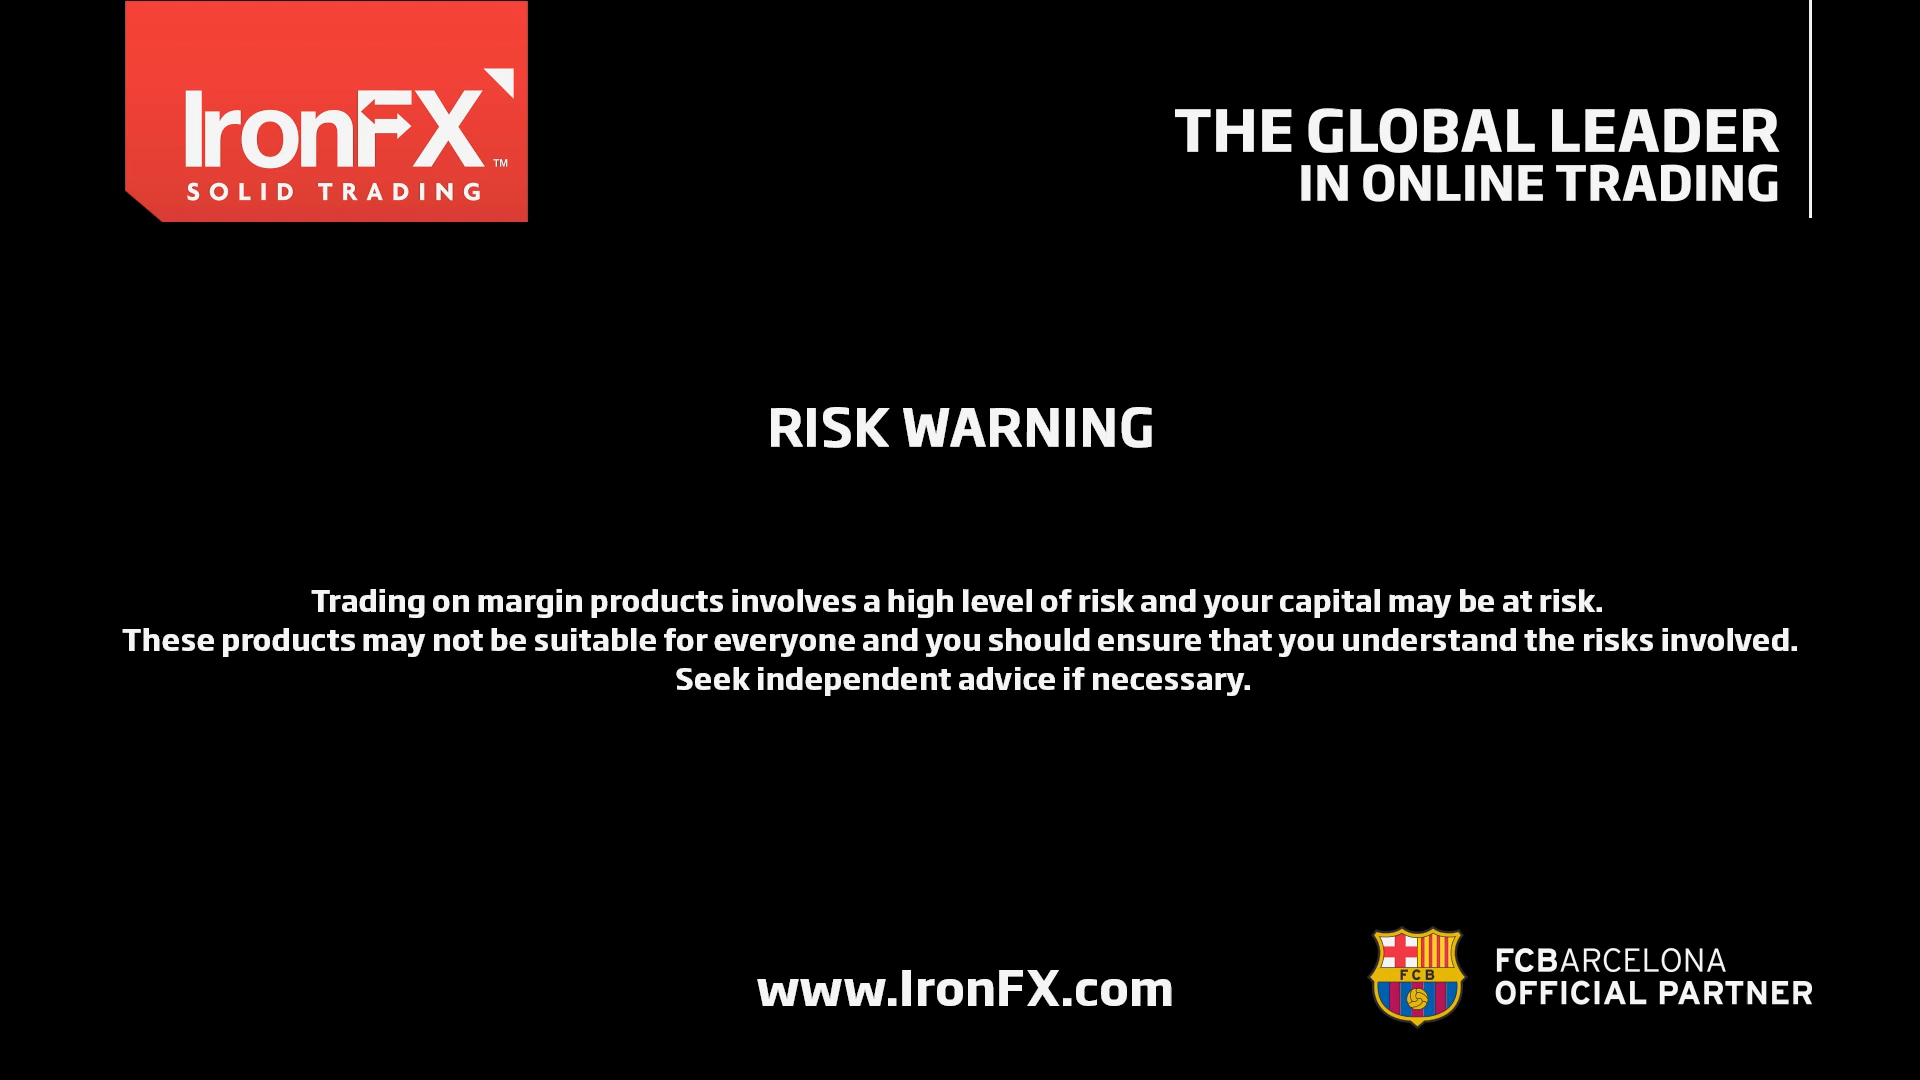 IronFX
™
SOLID TRADING
THE GLOBAL LEADER
IN ONLINE TRADING
RISK WARNING
Trading on margin products involves a high level of risk and your capital may be at risk.
These products may not be suitable for everyone and you should ensure that you understand the risks involved.
Seek independent advice if necessary.
www.IronFX.com
FCB
FCBARCELONA
OFFICIAL PARTNER